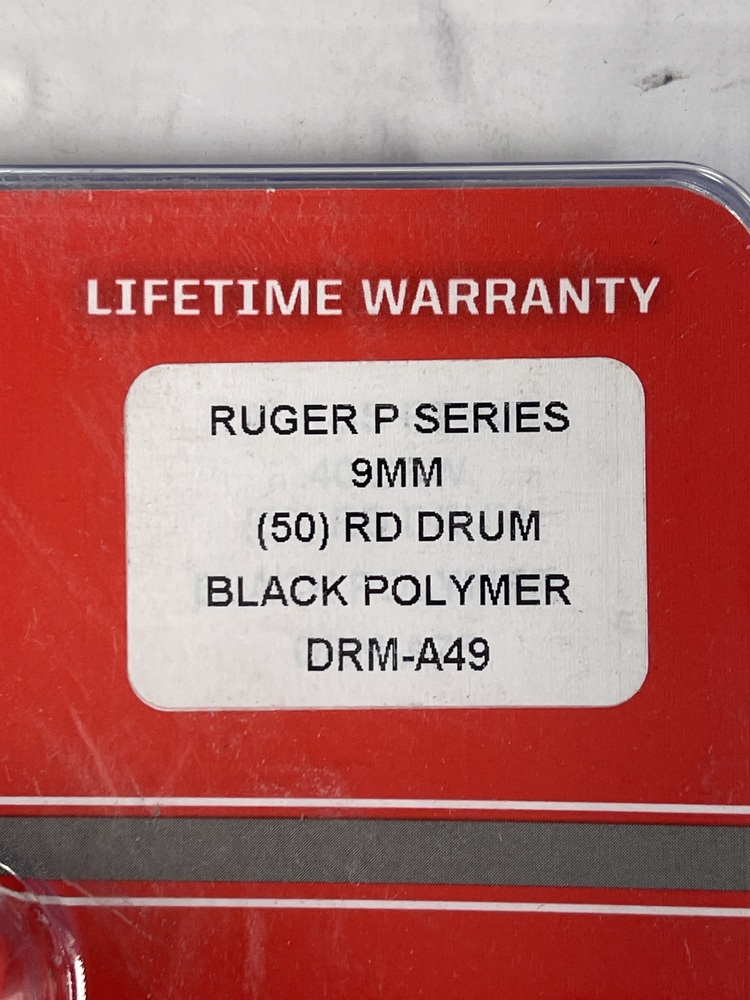 LIFETIME WARRANTY
RUGER P SERIES
9MM
(50) RD DRUM
BLACK POLYMER
DRM-A49